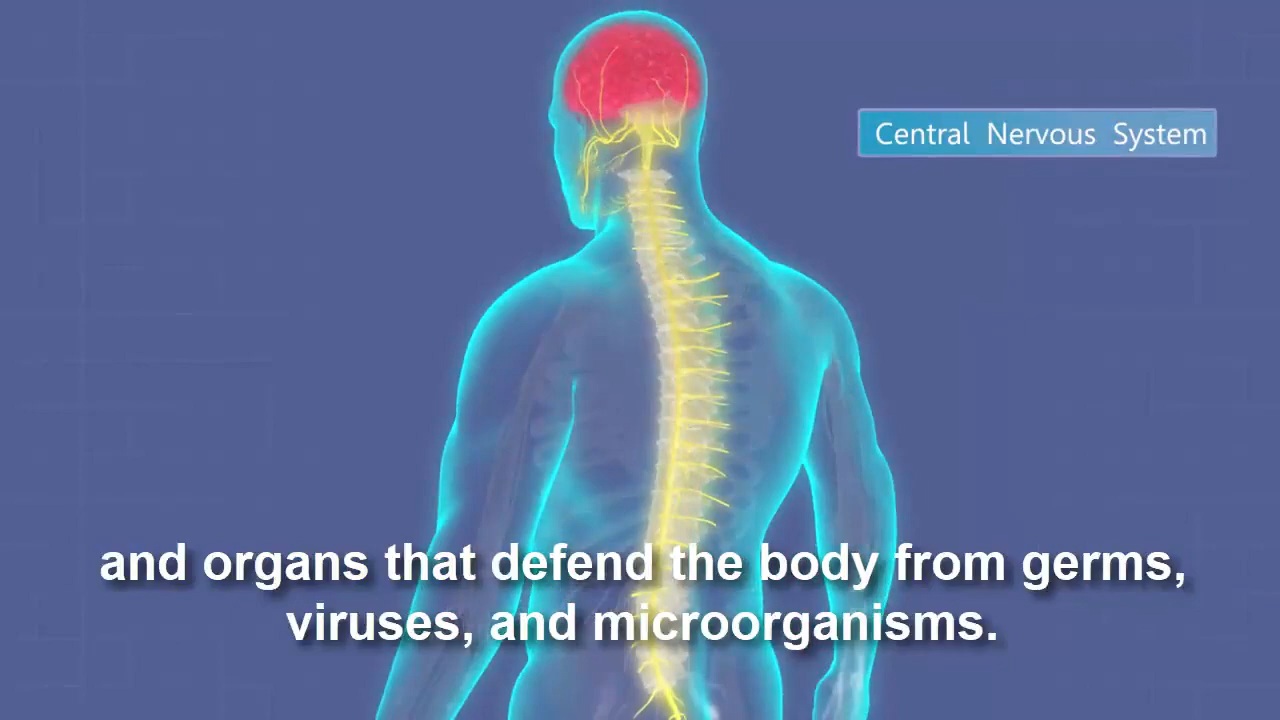 Central Nervous System
and organs that defend the body from germs,
viruses, and microorganisms.